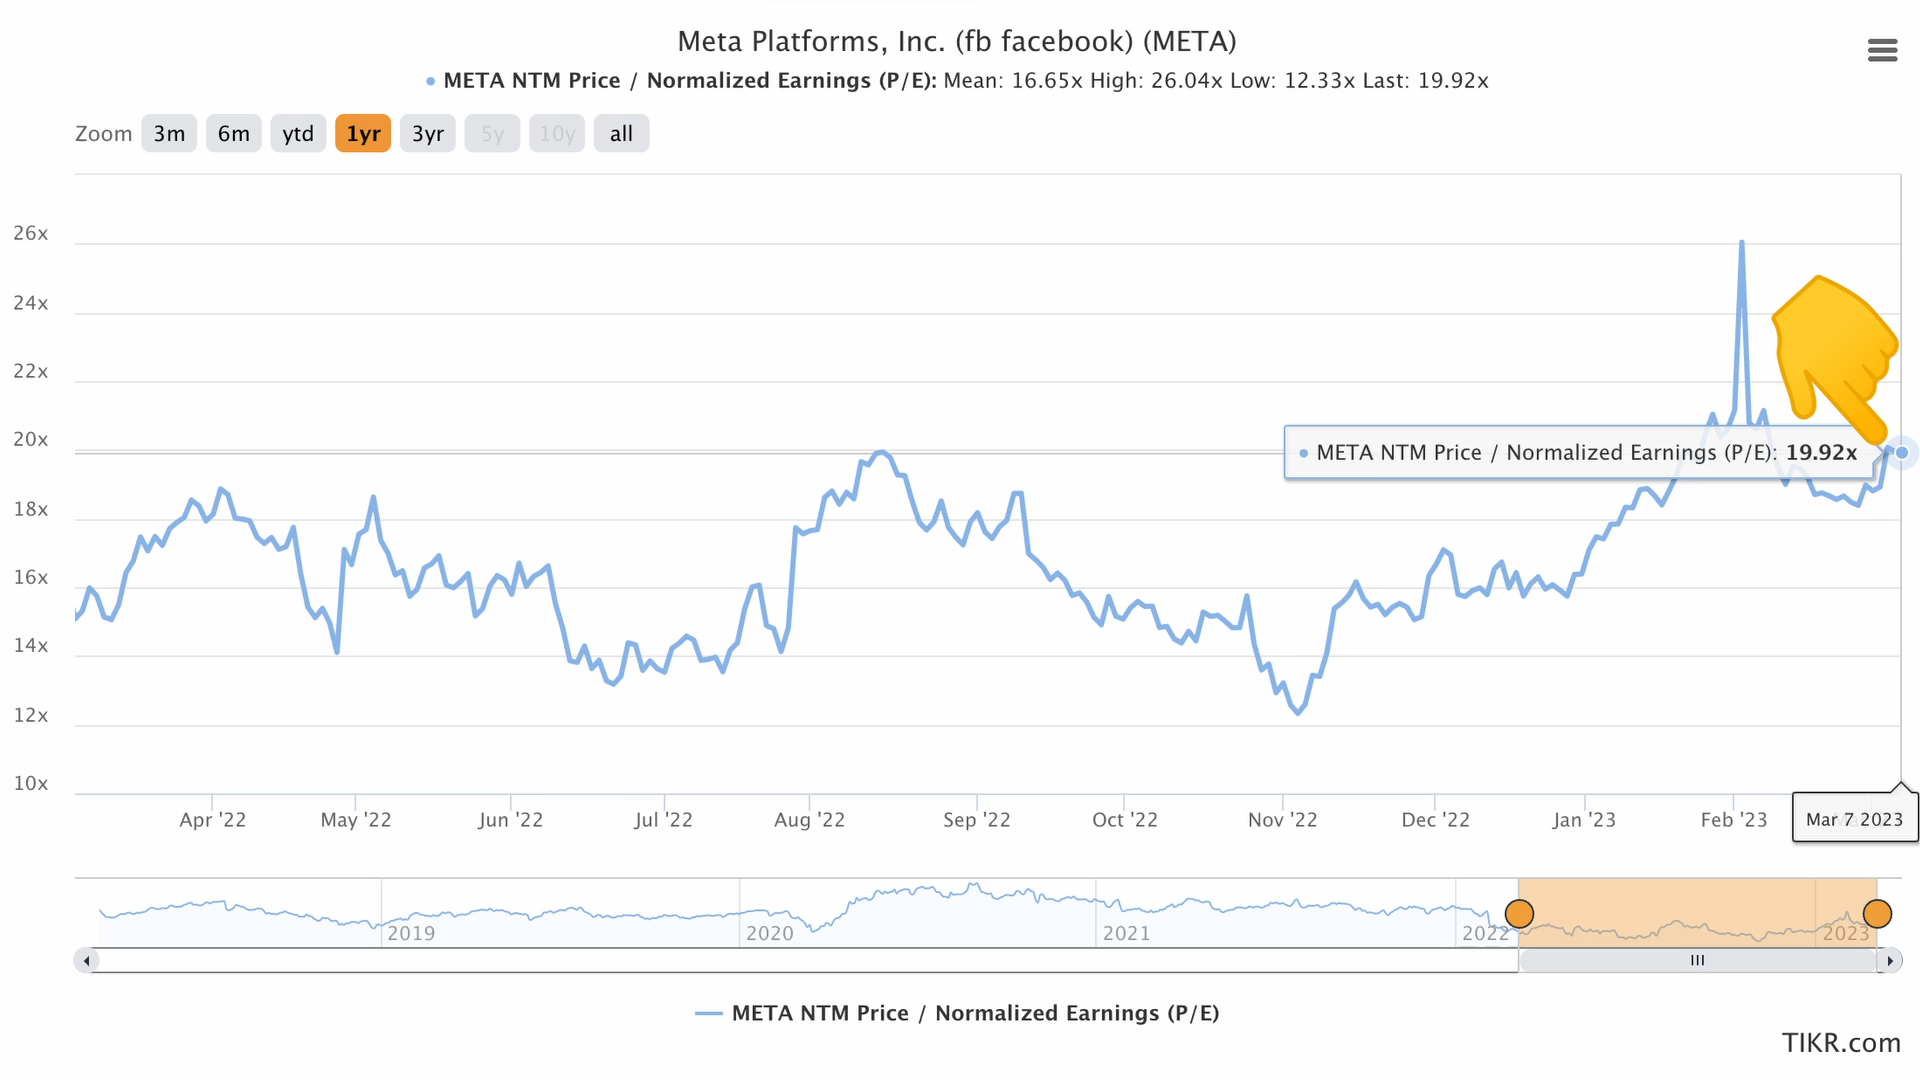 Meta Platforms, Inc. (fb facebook) (META)
META NTM Price / Normalized Earnings (P/E): Mean: 16.65x High: 26.04x Low: 12.33x Last: 19.92x
Zoom 3m 6m ytd 1yr 3yr 5y 10y all
26x
24x
22x
20x
META NTM Price / Normalized Earnings (P/E): 19.92x
18x
16x
14x
12x
10x
Apr '22 May '22 Jun '22 Jul '22 Aug '22 Sep '22 Oct '22 Nov '22 Dec '22 Jan '23 Feb '23 Mar 7 2023
2019 2020 2021 2022 2023
META NTM Price / Normalized Earnings (P/E)
TIKR.com